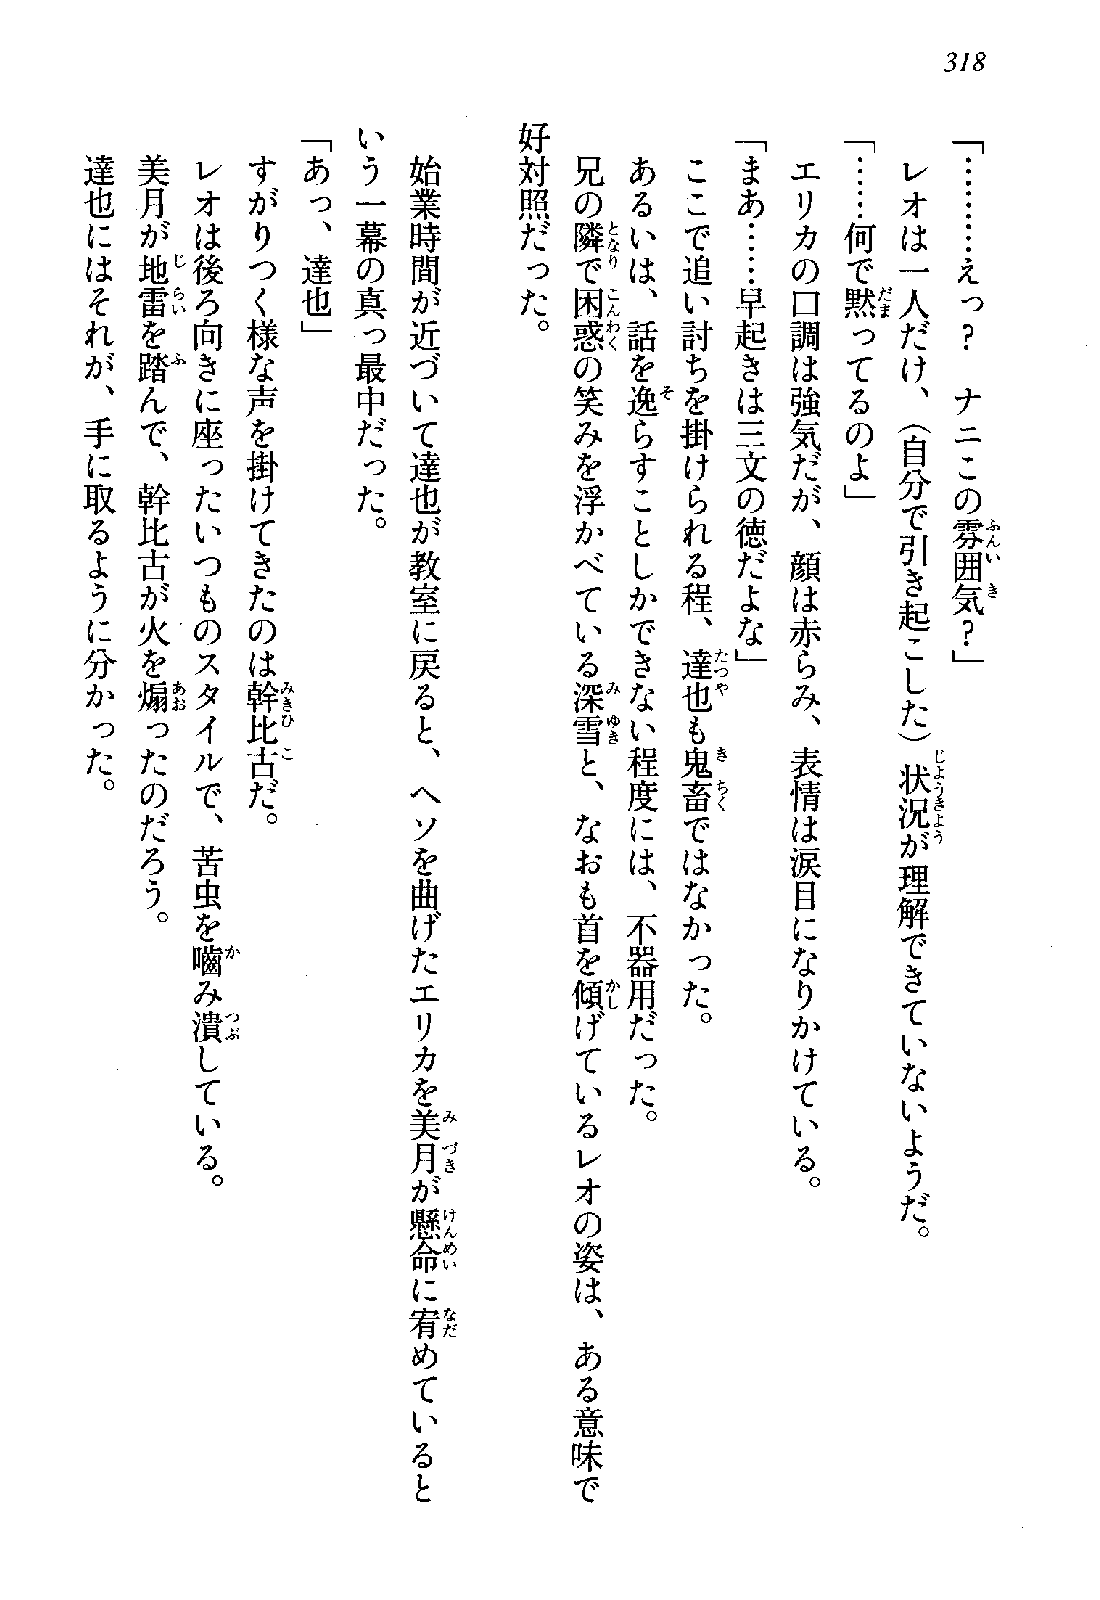 318
「………えっ？　ナニこの雰囲気？」
レオは一人だけ、（自分で引き起こした）状況が理解できていないようだ。
「……何で黙ってるのよ」
エリカの口調は強気だが、顔は赤らみ、表情は涙目になりかけている。
「まあ……早起きは三文の徳だよな」
ここで追い討ちを掛けられる程、達也も鬼畜ではなかった。
あるいは、話を逸らすことしかできない程度には、不器用だった。
兄の隣で困惑の笑みを浮かべている深雪と、なおも首を傾げているレオの姿は、ある意味で
好対照だった。
始業時間が近づいて達也が教室に戻ると、ヘソを曲げたエリカを美月が懸命に宥めていると
いう一幕の真っ最中だった。
「あっ、達也」
すがりつく様な声を掛けてきたのは幹比古だ。
レオは後ろ向きに座ったいつものスタイルで、苦虫を嚙み潰している。
美月が地雷を踏んで、幹比古が火を煽ったのだろう。
達也にはそれが、手に取るように分かった。